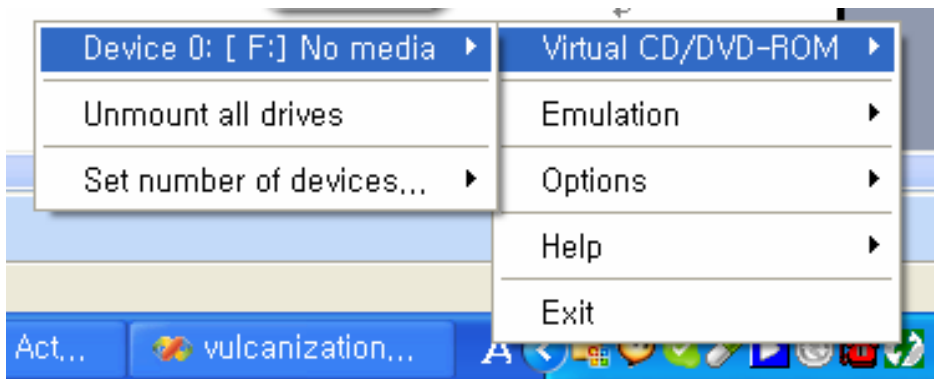 Device 0: [ F:] No media
Unmount all drives
Set number of devices...
Virtual CD/DVD-ROM
Emulation
Options
Help
Exit
Act...
vulcanization...
A